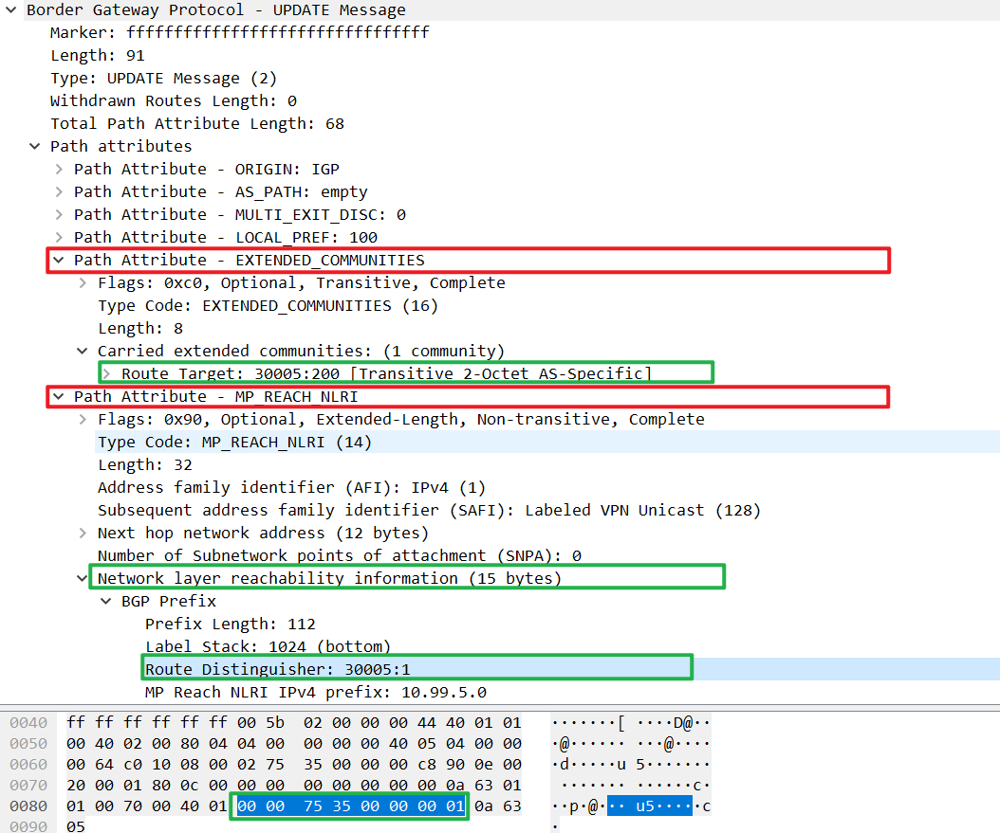 Border Gateway Protocol - UPDATE Message
Marker: ffffffffffffffffffffffffffffffff
Length: 91
Type: UPDATE Message (2)
Withdrawn Routes Length: 0
Total Path Attribute Length: 68
Path attributes
Path Attribute - ORIGIN: IGP
Path Attribute - AS_PATH: empty
Path Attribute - MULTI_EXIT_DISC: 0
Path Attribute - LOCAL_PREF: 100
Path Attribute - EXTENDED_COMMUNITIES
Flags: 0xc0, Optional, Transitive, Complete
Type Code: EXTENDED_COMMUNITIES (16)
Length: 8
Carried extended communities: (1 community)
Route Target: 30005:200 [Transitive 2-Octet AS-Specific]
Path Attribute - MP_REACH_NLRI
Flags: 0x90, Optional, Extended-Length, Non-transitive, Complete
Type Code: MP_REACH_NLRI (14)
Length: 32
Address family identifier (AFI): IPv4 (1)
Subsequent address family identifier (SAFI): Labeled VPN Unicast (128)
Next hop network address (12 bytes)
Number of Subnetwork points of attachment (SNPA): 0
Network layer reachability information (15 bytes)
BGP Prefix
Prefix Length: 112
Label Stack: 1024 (bottom)
Route Distinguisher: 30005:1
MP Reach NLRI IPv4 prefix: 10.99.5.0
0040 ff ff ff ff ff ff 00 5b 02 00 00 00 44 40 01 01 ·······[ ····D@··
0050 00 40 02 00 80 04 04 00 00 00 00 40 05 04 00 00 ·@······ ···@····
0060 00 64 c0 10 08 00 02 75 35 00 00 00 c8 90 0e 00 ·d·····u 5·······
0070 20 00 01 80 0c 00 00 00 00 00 00 00 00 0a 63 01 ······· ······c·
0080 01 00 70 00 40 01 00 00 75 35 00 00 00 01 0a 63 ··p·@··· u5·····c
0090 05 ·